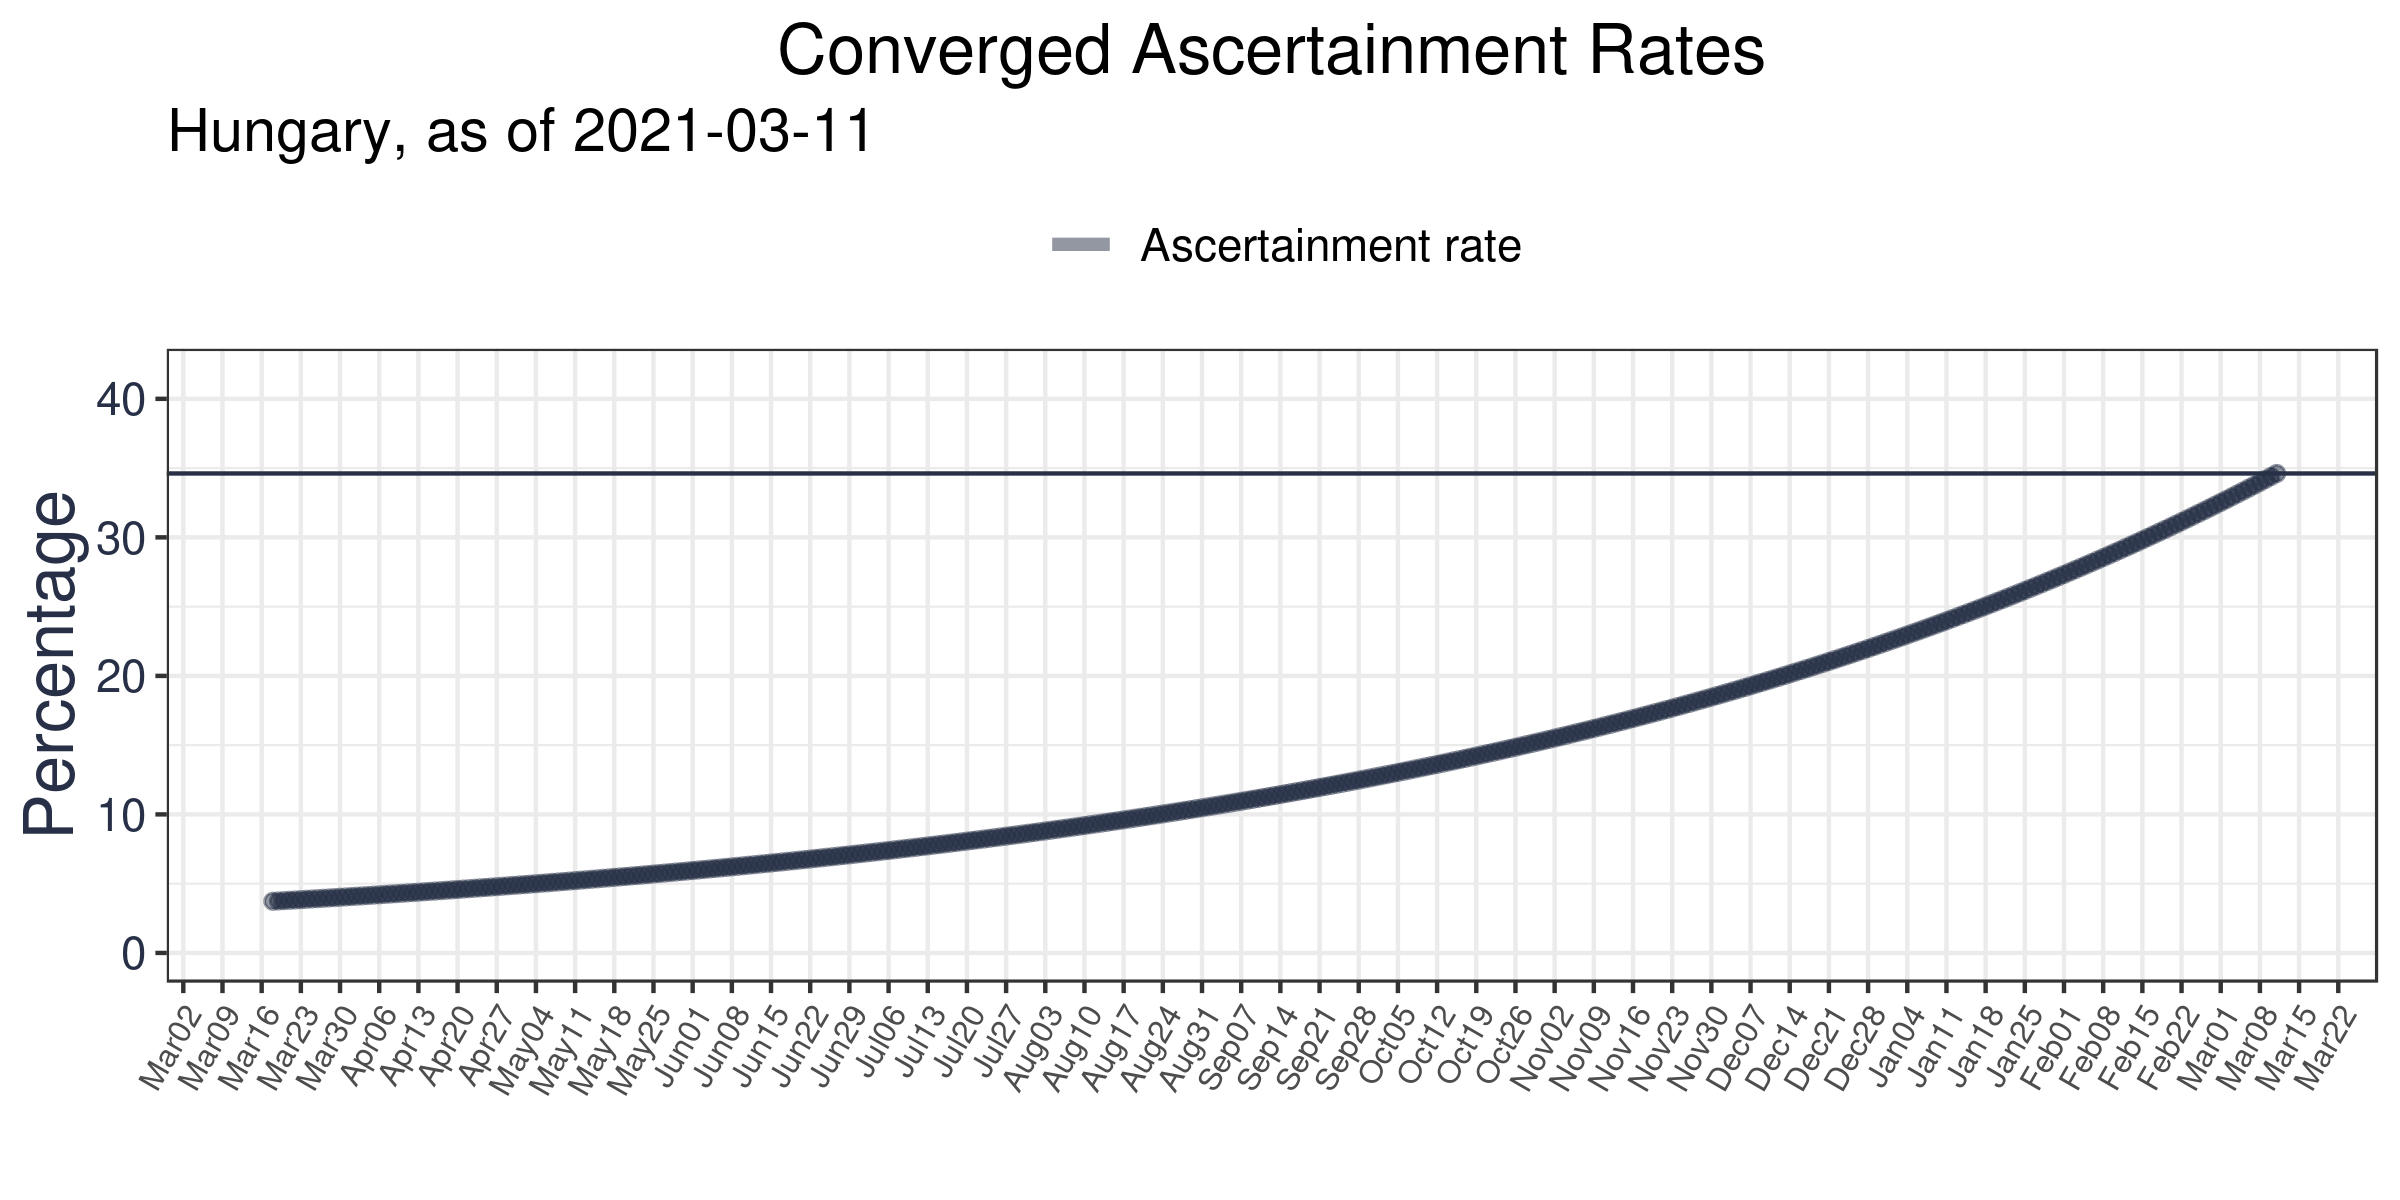 Converged Ascertainment Rates
Hungary, as of 2021-03-11
Ascertainment rate
Percentage
40
30
20
10
0
Mar02 Mar09 Mar16 Mar23 Mar30 Apr06 Apr13 Apr20 Apr27 May04 May11 May18 May25 Jun01 Jun08 Jun15 Jun22 Jun29 Jul06 Jul13 Jul20 Jul27 Aug03 Aug10 Aug17 Aug24 Aug31 Sep07 Sep14 Sep21 Sep28 Oct05 Oct12 Oct19 Oct26 Nov02 Nov09 Nov16 Nov23 Nov30 Dec07 Dec14 Dec21 Dec28 Jan04 Jan11 Jan18 Jan25 Feb01 Feb08 Feb15 Feb22 Mar01 Mar08 Mar15 Mar22